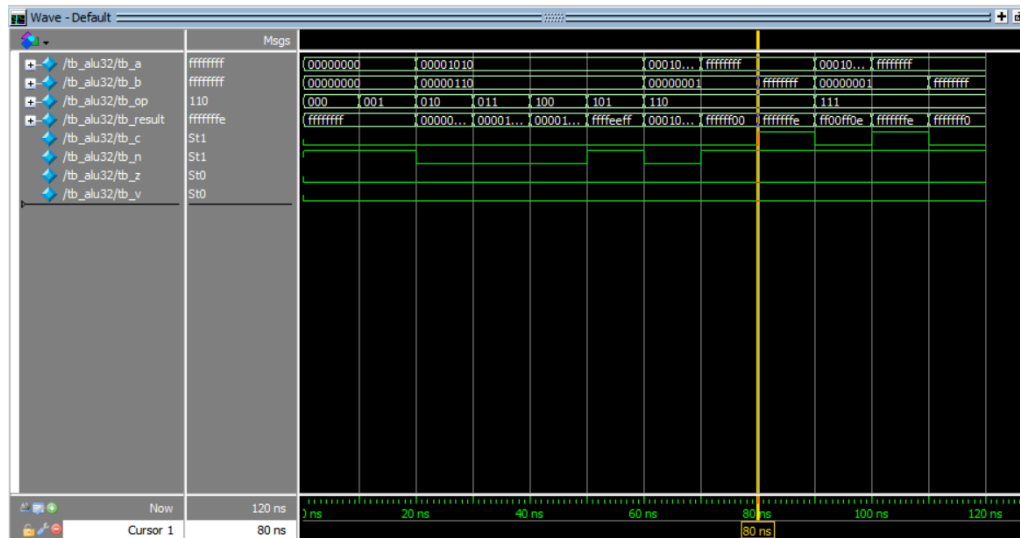 Wave - Default
Msgs
/tb_alu32/tb_a ffffffff 00000000 00001010 00010... ffffffff 00010... ffffffff
/tb_alu32/tb_b ffffffff 00000000 00000110 00000001 ffffffff 00000001 ffffffff
/tb_alu32/tb_op 110 000 001 010 011 100 101 110 111
/tb_alu32/tb_result fffffffe ffffffff 00000... 00001... 00001... ffffeeff 00010... ffffff00 fffffffe ff00ff0e fffffffe fffffff0
/tb_alu32/tb_c St1
/tb_alu32/tb_n St1
/tb_alu32/tb_z St0
/tb_alu32/tb_v St0
Now 120 ns 20 ns 40 ns 60 ns 80 ns 100 ns 120 ns
Cursor 1 80 ns 80 ns